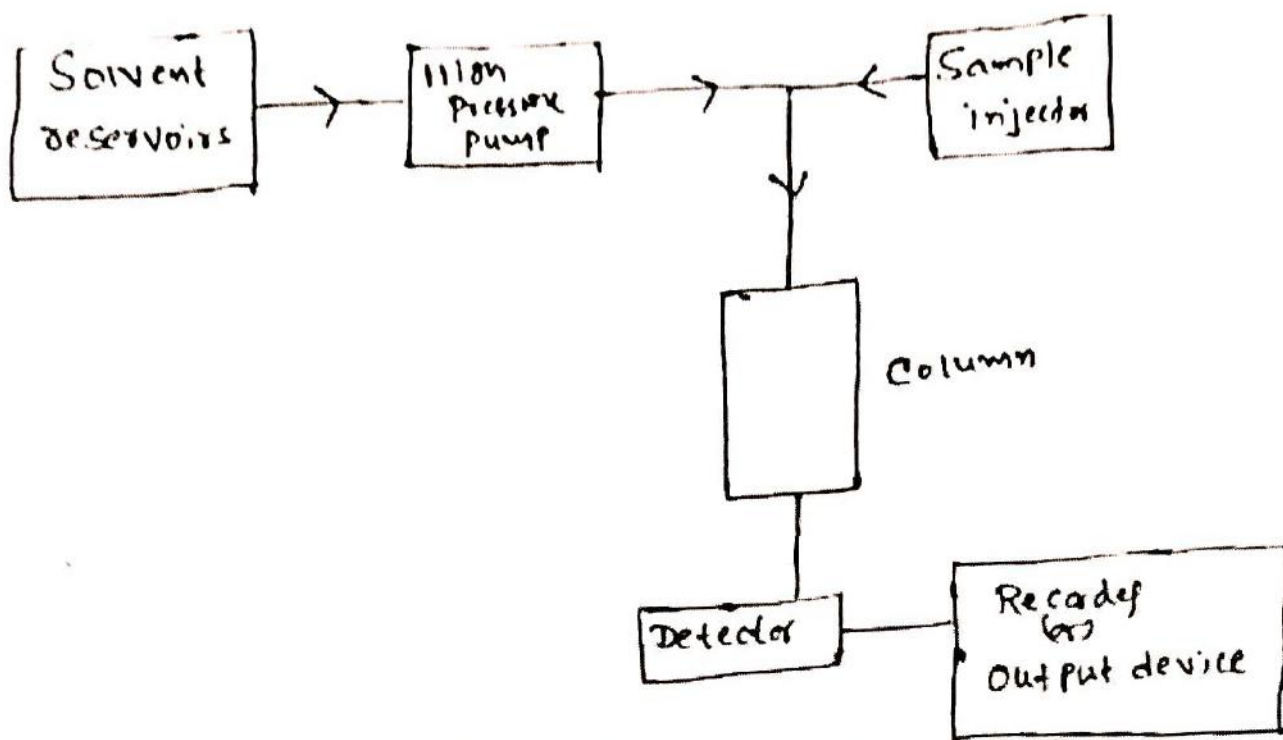 Solvent
reservoirs
High
pressure
pump
Sample
injector
Column
Detector
Recorder
(or)
Output device